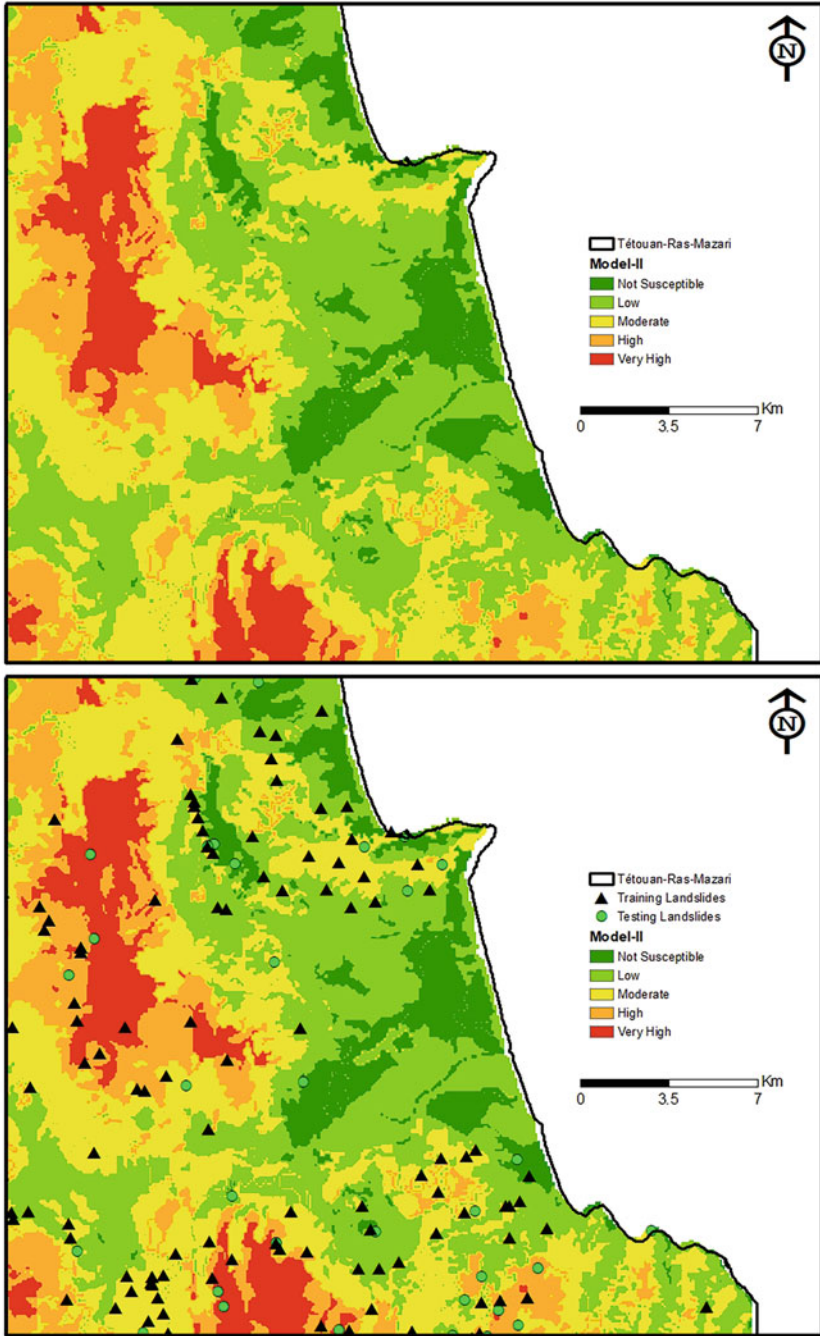 N
Tétouan-Ras-Mazari
Model-II
Not Susceptible
Low
Moderate
High
Very High
Km
0 3.5 7
N
Tétouan-Ras-Mazari
Training Landslides
Testing Landslides
Model-II
Not Susceptible
Low
Moderate
High
Very High
Km
0 3.5 7